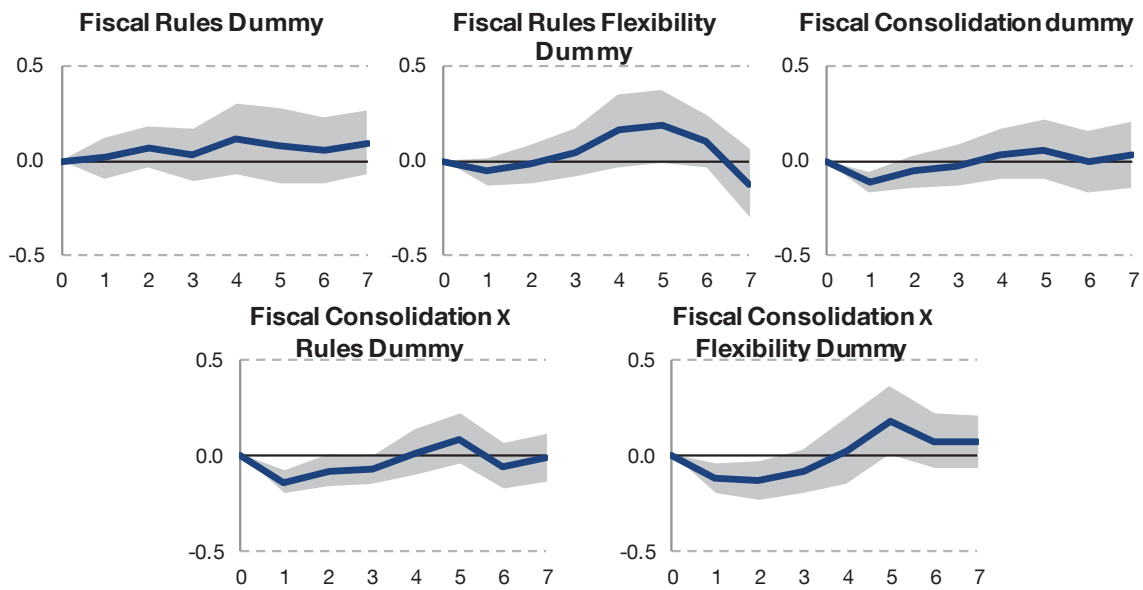 Fiscal Rules Dummy
0.5
0.0
-0.5
0 1 2 3 4 5 6 7
Fiscal Rules Flexibility
Dummy
0.5
0.0
-0.5
0 1 2 3 4 5 6 7
Fiscal Consolidation dummy
0.5
0.0
-0.5
0 1 2 3 4 5 6 7
Fiscal Consolidation X
Rules Dummy
0.5
0.0
-0.5
0 1 2 3 4 5 6 7
Fiscal Consolidation X
Flexibility Dummy
0.5
0.0
-0.5
0 1 2 3 4 5 6 7